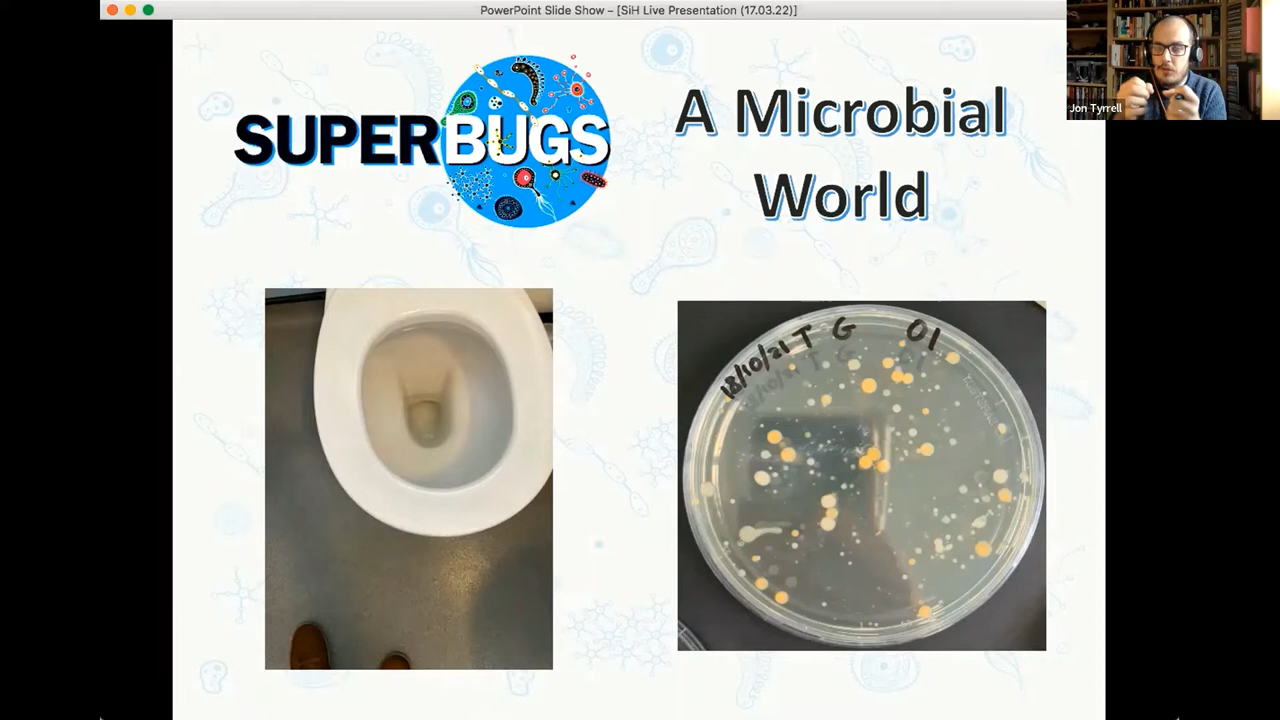 PowerPoint Slide Show – [SiH Live Presentation (17.03.22)]
Jon Tyrrell
SUPERBUGS
A Microbial
World
18/10/21 T G 01